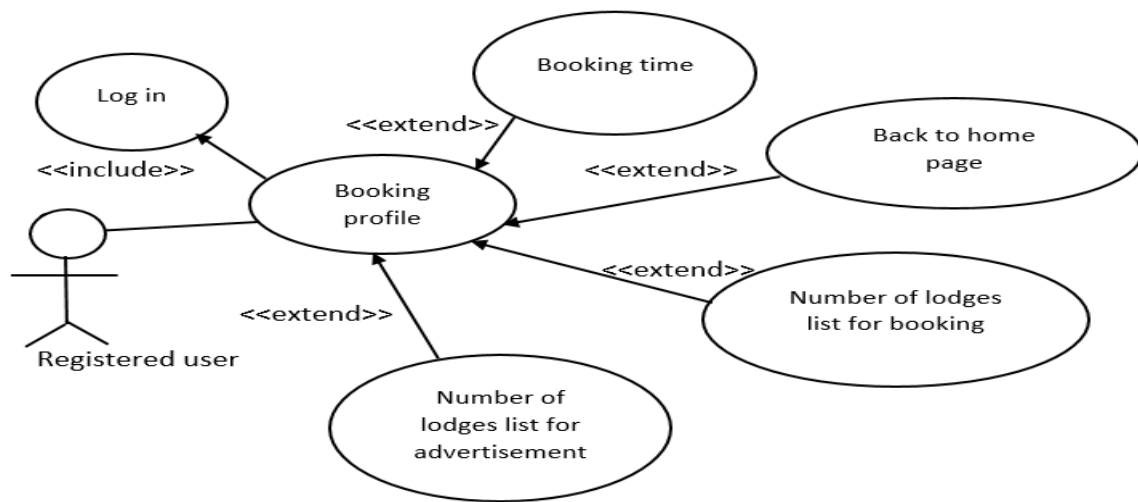 Booking time
Log in
<<extend>>
Back to home
page
<<include>>
<<extend>>
Booking
profile
<<extend>>
Number of lodges
list for booking
<<extend>>
Registered user
Number of
lodges list for
advertisement